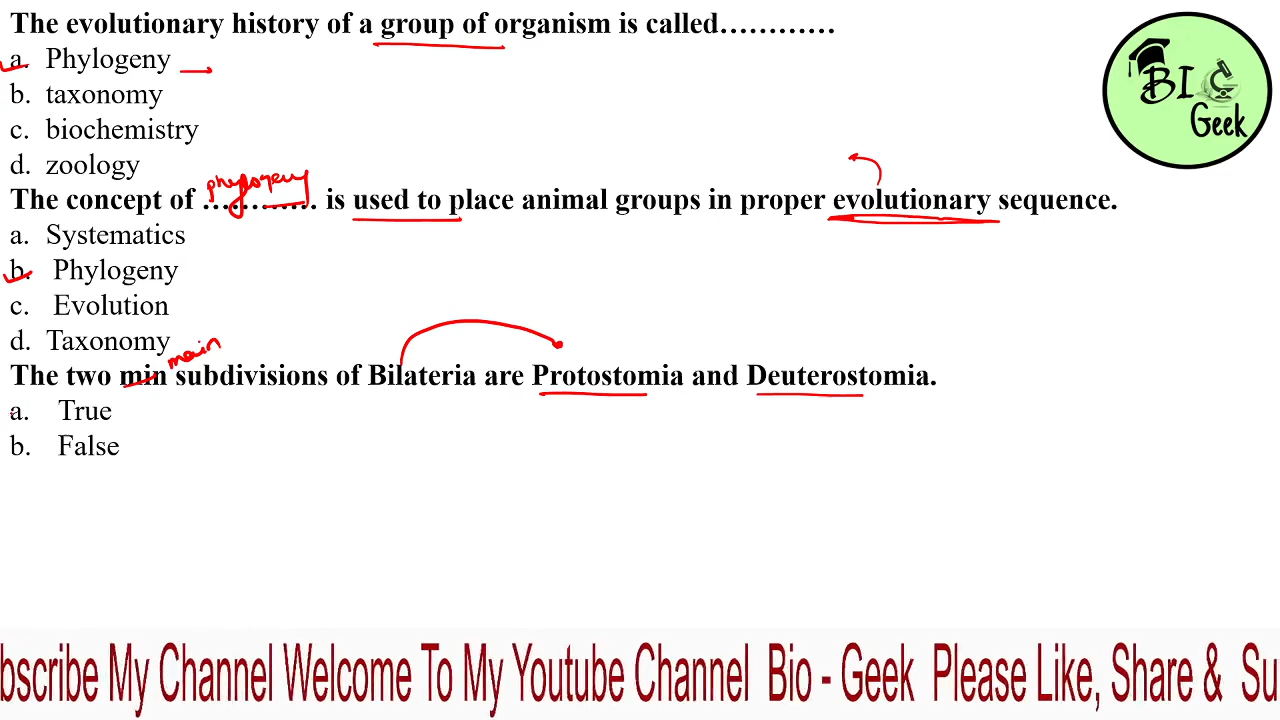 The evolutionary history of a group of organism is called…………
a. Phylogeny
b. taxonomy
c. biochemistry
d. zoology
phylogeny
The concept of ………… is used to place animal groups in proper evolutionary sequence.
a. Systematics
b. Phylogeny
c. Evolution
d. Taxonomy
main
The two min subdivisions of Bilateria are Protostomia and Deuterostomia.
a. True
b. False
BIO
Geek
bscribe My Channel Welcome To My Youtube Channel Bio - Geek Please Like, Share & Su